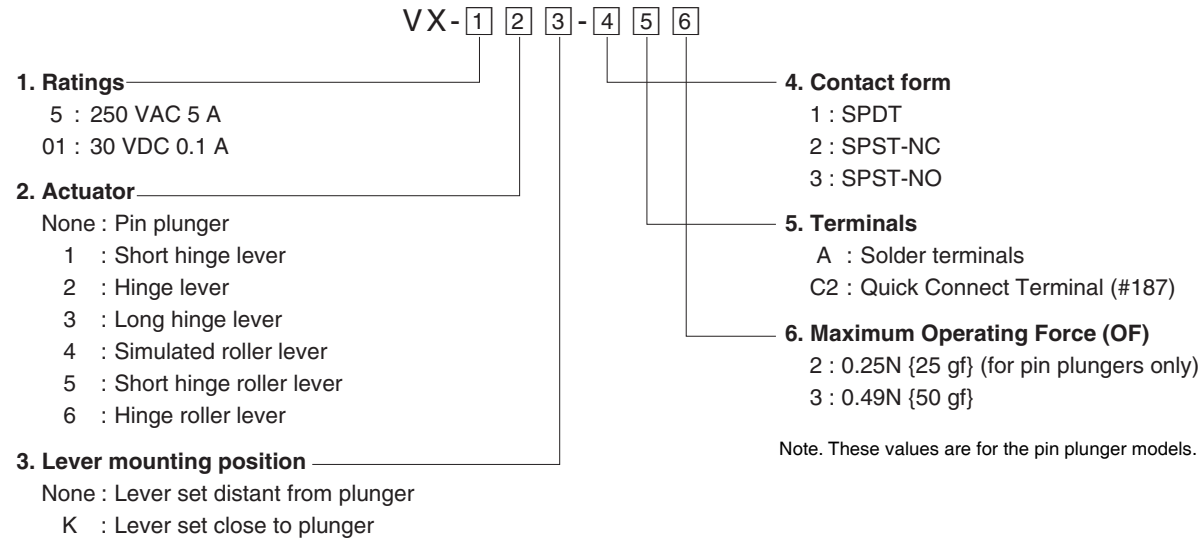 VX-1 2 3-4 5 6
1. Ratings
5 : 250 VAC 5 A
01 : 30 VDC 0.1 A
2. Actuator
None : Pin plunger
1 : Short hinge lever
2 : Hinge lever
3 : Long hinge lever
4 : Simulated roller lever
5 : Short hinge roller lever
6 : Hinge roller lever
3. Lever mounting position
None : Lever set distant from plunger
K : Lever set close to plunger
4. Contact form
1 : SPDT
2 : SPST-NC
3 : SPST-NO
5. Terminals
A : Solder terminals
C2 : Quick Connect Terminal (#187)
6. Maximum Operating Force (OF)
2 : 0.25N {25 gf} (for pin plungers only)
3 : 0.49N {50 gf}
Note. These values are for the pin plunger models.